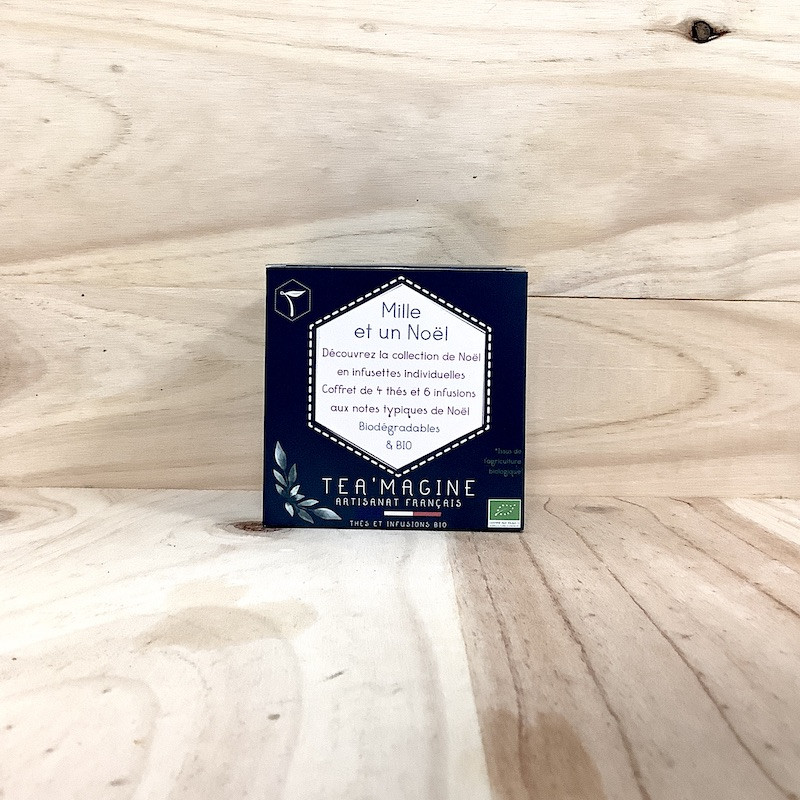 Mille
et un Noël
Découvrez la collection de Noël
en infusettes individuelles
Coffret de 4 thés et 6 infusions
aux notes typiques de Noël
Biodégradables
& BIO
*Issus de
l'agriculture
biologique
TEA'MAGINE
ARTISANAT FRANÇAIS
THÉS ET INFUSIONS BIO